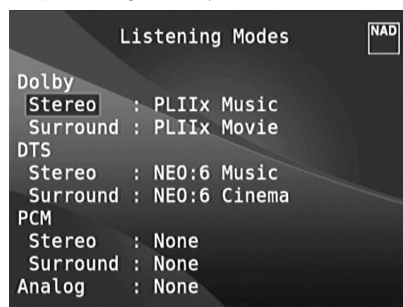 Listening Modes
NAD
Dolby
Stereo : PLIIx Music
Surround : PLIIx Movie
DTS
Stereo : NEO:6 Music
Surround : NEO:6 Cinema
PCM
Stereo : None
Surround : None
Analog : None